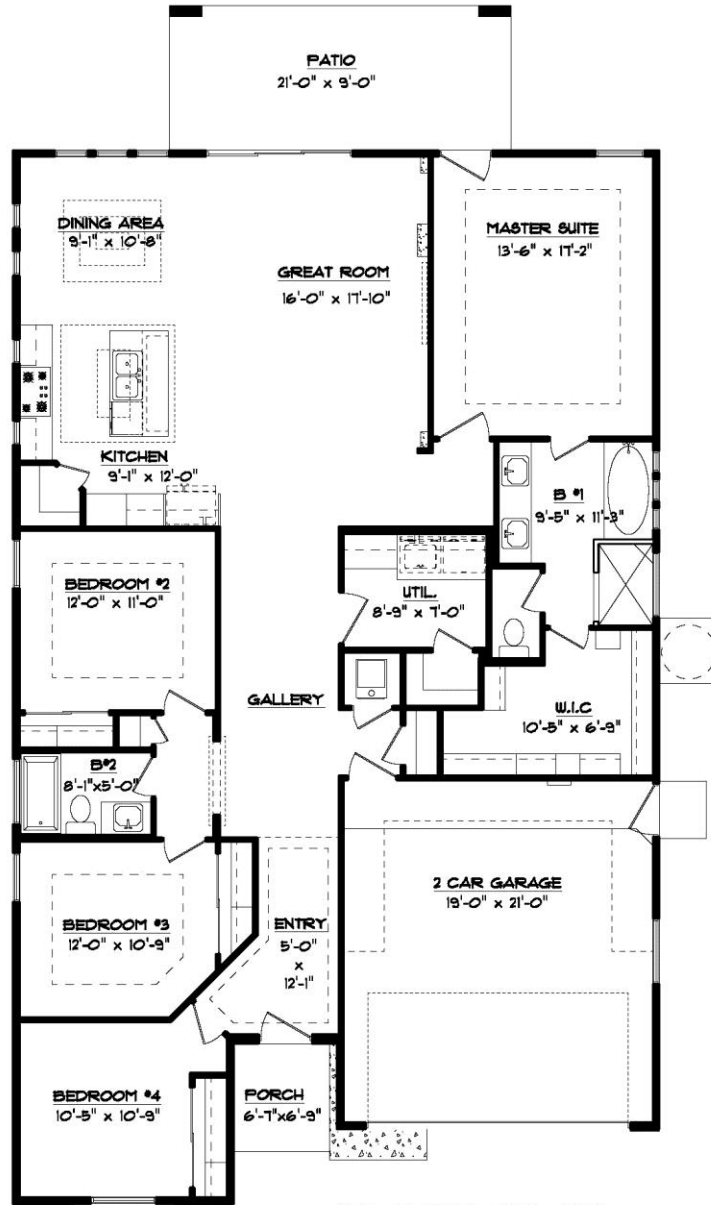 PATIO
21'-0" x 9'-0"
DINING AREA
9'-1" x 10'-8"
MASTER SUITE
13'-6" x 17'-2"
GREAT ROOM
16'-0" x 17'-10"
KITCHEN
9'-1" x 12'-0"
B #1
9'-5" x 11'-3"
BEDROOM #2
12'-0" x 11'-0"
UTIL.
8'-9" x 7'-0"
GALLERY
W.I.C
10'-5" x 6'-9"
B#2
8'-1"x5'-0"
2 CAR GARAGE
19'-0" x 21'-0"
BEDROOM #3
12'-0" x 10'-9"
ENTRY
5'-0"
x
12'-1"
BEDROOM #4
10'-5" x 10'-9"
PORCH
6'-7"x6'-9"